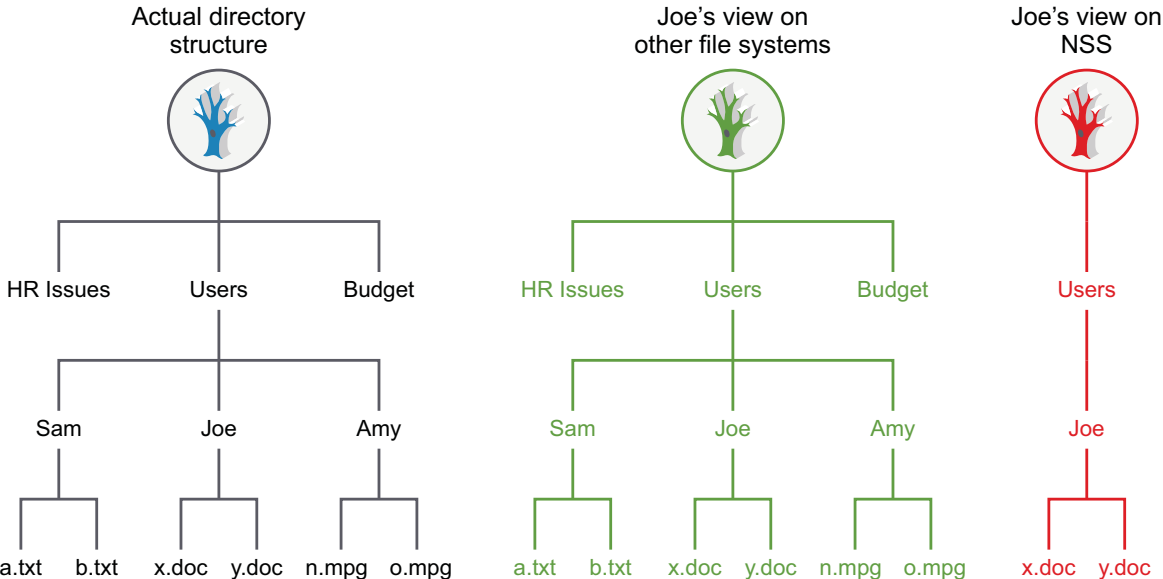 Actual directory
structure
Joe's view on
other file systems
Joe's view on
NSS
HR Issues Users Budget
HR Issues Users Budget
Users
Sam Joe Amy
Sam Joe Amy
Joe
a.txt b.txt x.doc y.doc n.mpg o.mpg
a.txt b.txt x.doc y.doc n.mpg o.mpg
x.doc y.doc